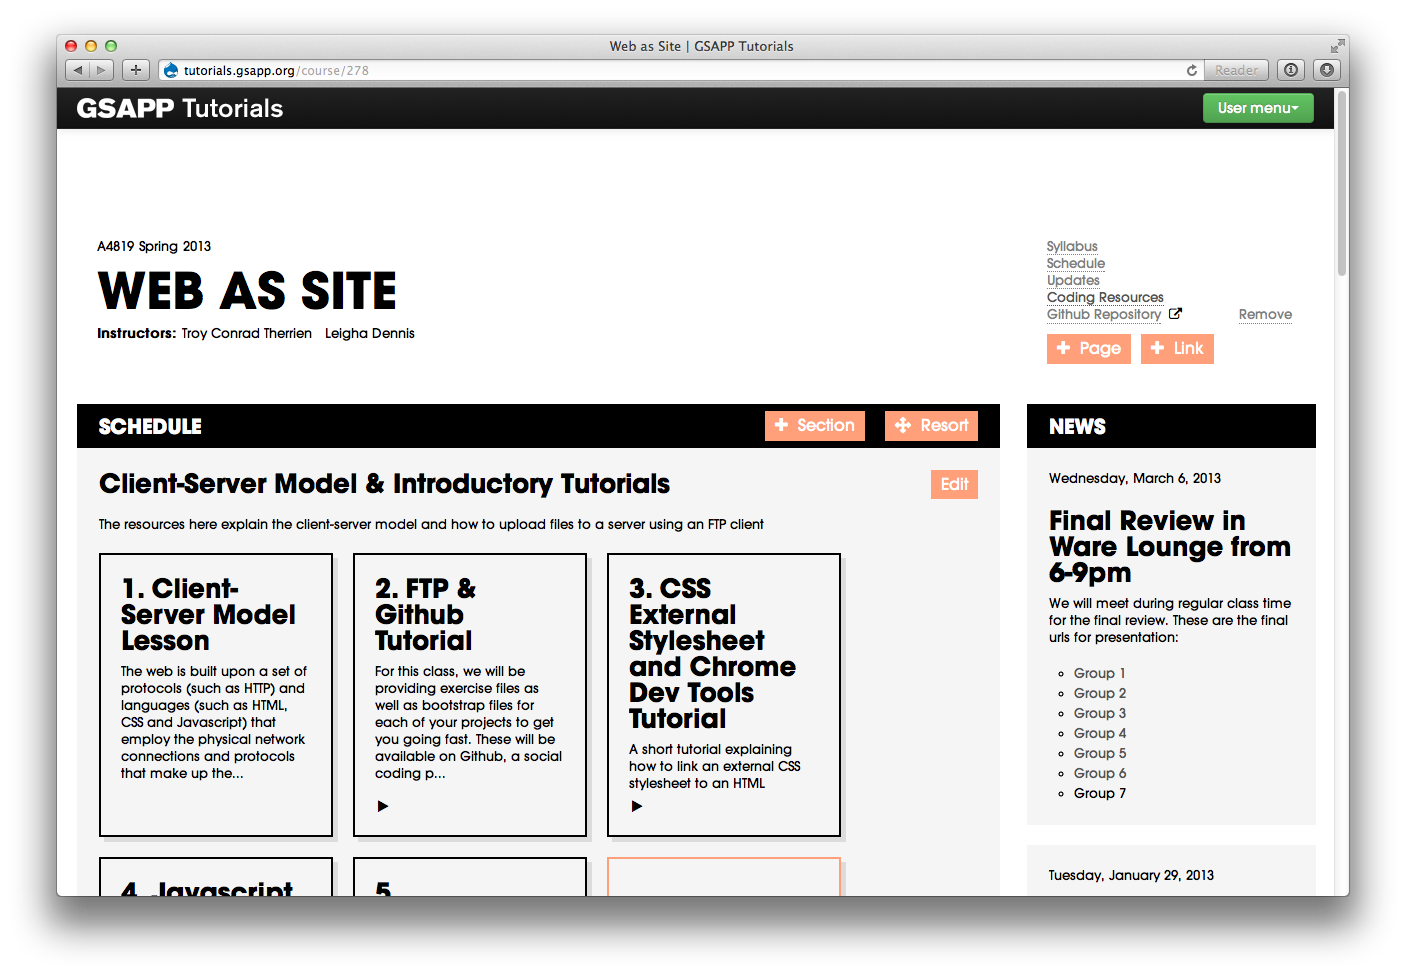 Web as Site | GSAPP Tutorials
tutorials.gsapp.org/course/278
Reader
GSAPP Tutorials
User menu
A4819 Spring 2013
WEB AS SITE
Instructors: Troy Conrad Therrien Leigha Dennis
Syllabus
Schedule
Updates
Coding Resources
Github Repository
Remove
Page
Link
SCHEDULE
Section
Resort
Client-Server Model & Introductory Tutorials
Edit
The resources here explain the client-server model and how to upload files to a server using an FTP client
1. Client-
Server Model
Lesson
The web is built upon a set of
protocols (such as HTTP) and
languages (such as HTML,
CSS and Javascript) that
employ the physical network
connections and protocols
that make up the...
2. FTP &
Github
Tutorial
For this class, we will be
providing exercise files as
well as bootstrap files for
each of your projects to get
you going fast. These will be
available on Github, a social
coding p...
3. CSS
External
Stylesheet
and Chrome
Dev Tools
Tutorial
A short tutorial explaining
how to link an external CSS
stylesheet to an HTML
4. Javascript
5.
NEWS
Wednesday, March 6, 2013
Final Review in
Ware Lounge from
6-9pm
We will meet during regular class time
for the final review. These are the final
urls for presentation:
Group 1
Group 2
Group 3
Group 4
Group 5
Group 6
Group 7
Tuesday, January 29, 2013